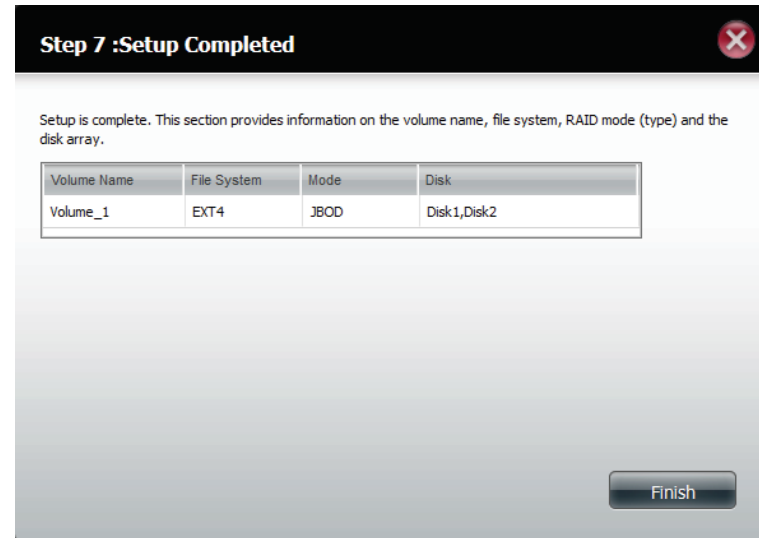 Step 7 :Setup Completed
Setup is complete. This section provides information on the volume name, file system, RAID mode (type) and the
disk array.
Volume Name File System Mode Disk
Volume_1 EXT4 JBOD Disk1,Disk2
Finish